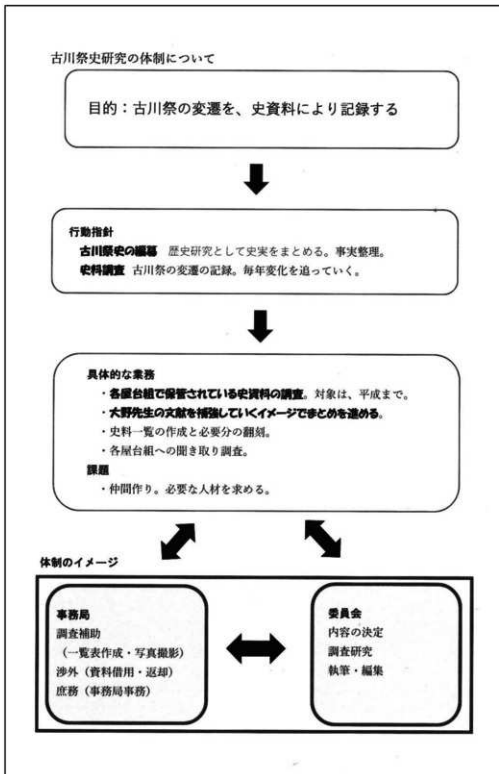 古川祭史研究の体制について
目的：古川祭の変遷を、史資料により記録する
行動指針
古川祭史の編纂 歴史研究として史実をまとめる。事実整理。
史料調査 古川祭の変遷の記録。毎年変化を追っていく。
具体的な業務
・各屋台組で保管されている史資料の調査。対象は、平成まで。
・大野先生の文献を補強していくイメージでまとめを進める。
・史料一覧の作成と必要分の翻刻。
・各屋台組への聞き取り調査。
課題
・仲間作り。必要な人材を求める。
体制のイメージ
事務局
調査補助
（一覧表作成・写真撮影）
渉外（資料借用・返却）
庶務（事務局事務）
委員会
内容の決定
調査研究
執筆・編集